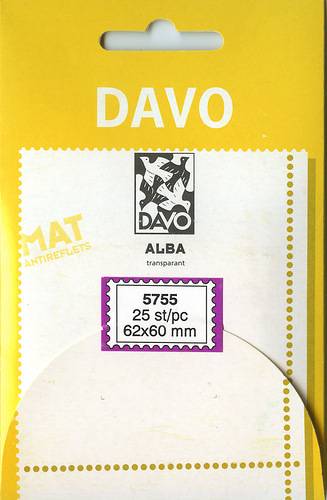 DAVO
DAVO
ALBA
transparant
MAT
ANTIREFLETS
5755
25 st/pc
62x60 mm